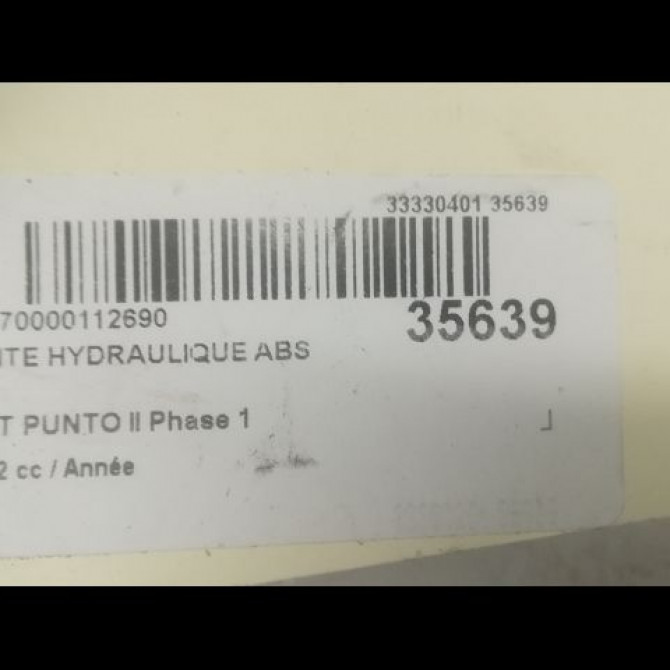 33330401 35639
70000112690
35639
ITE HYDRAULIQUE ABS
T PUNTO II Phase 1
2 cc / Année